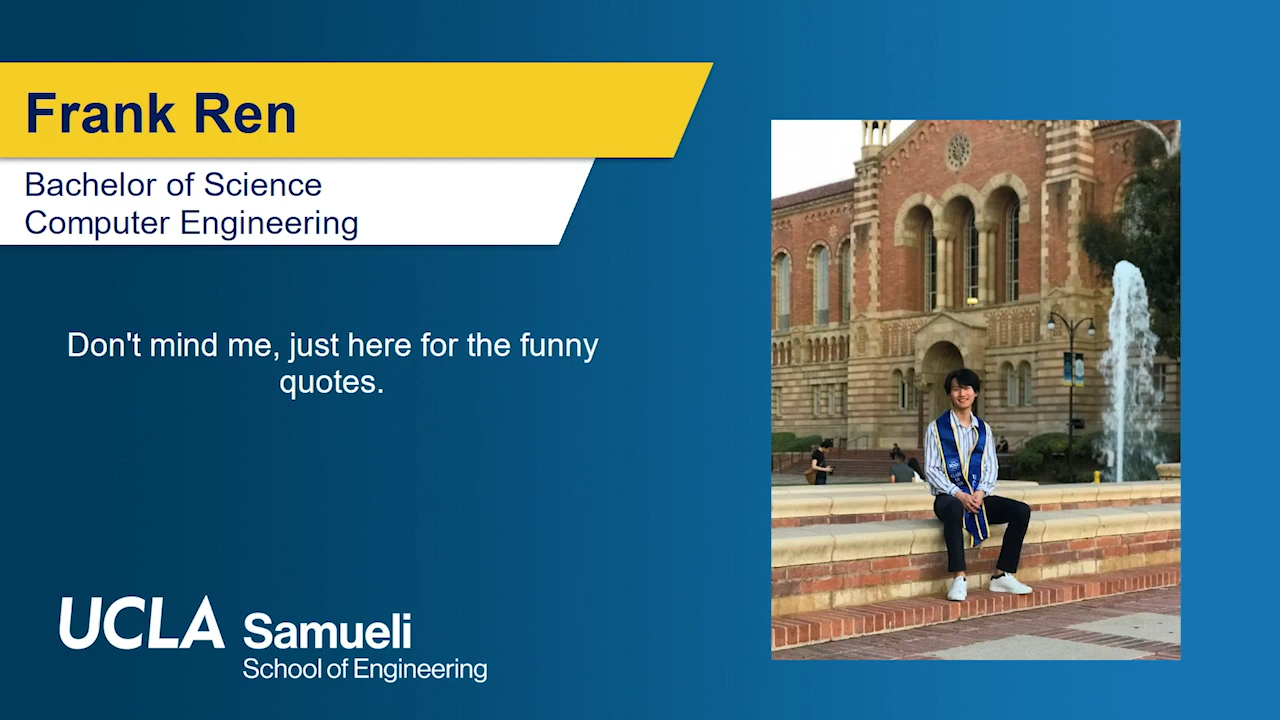 Frank Ren
Bachelor of Science
Computer Engineering
Don't mind me, just here for the funny
quotes.
UCLA Samueli
School of Engineering